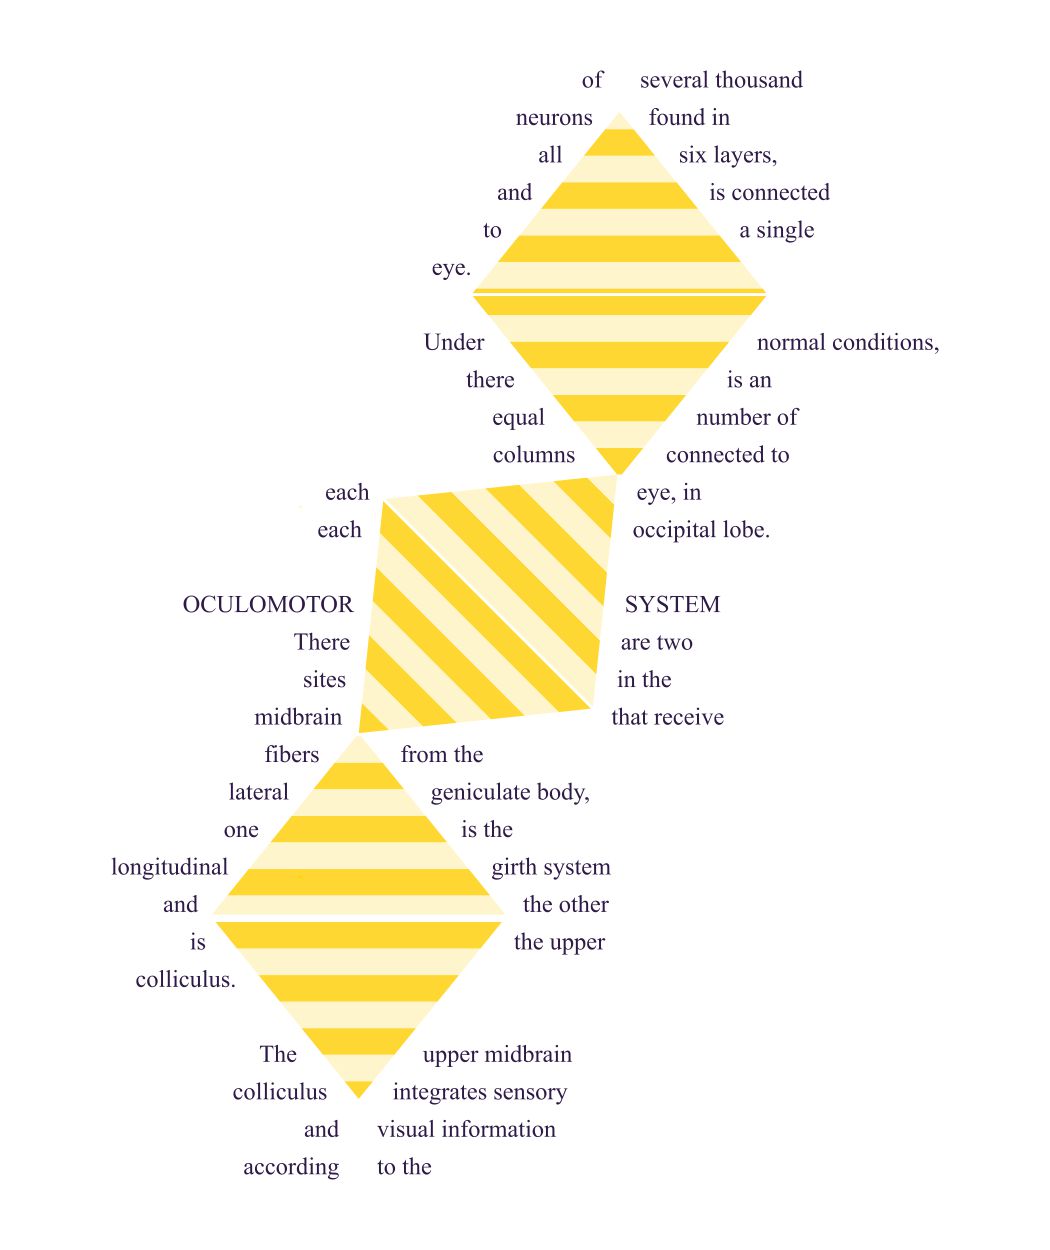 of several thousand
neurons found in
all six layers,
and is connected
to a single
eye.
Under normal conditions,
there is an
equal number of
columns connected to
each eye, in
each occipital lobe.
OCULOMOTOR SYSTEM
There are two
sites in the
midbrain that receive
fibers from the
lateral geniculate body,
one is the
longitudinal girth system
and the other
is the upper
colliculus.
The upper midbrain
colliculus integrates sensory
and visual information
according to the